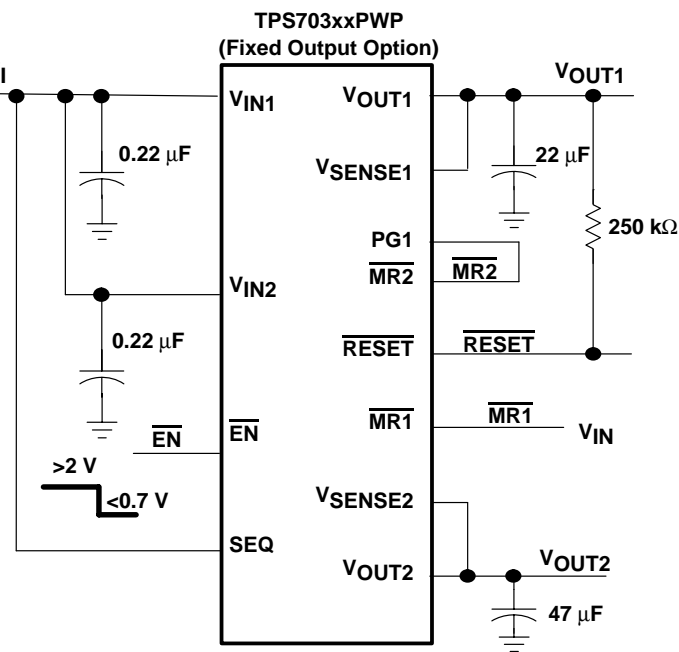 TPS703xxPWP
(Fixed Output Option)
I
VIN1
VOUT1
VOUT1
0.22 μF
22 μF
VSENSE1
250 kΩ
PG1
MR2
MR2
VIN2
0.22 μF
RESET
RESET
EN
EN
MR1
MR1
VIN
>2 V
<0.7 V
VSENSE2
SEQ
VOUT2
VOUT2
47 μF